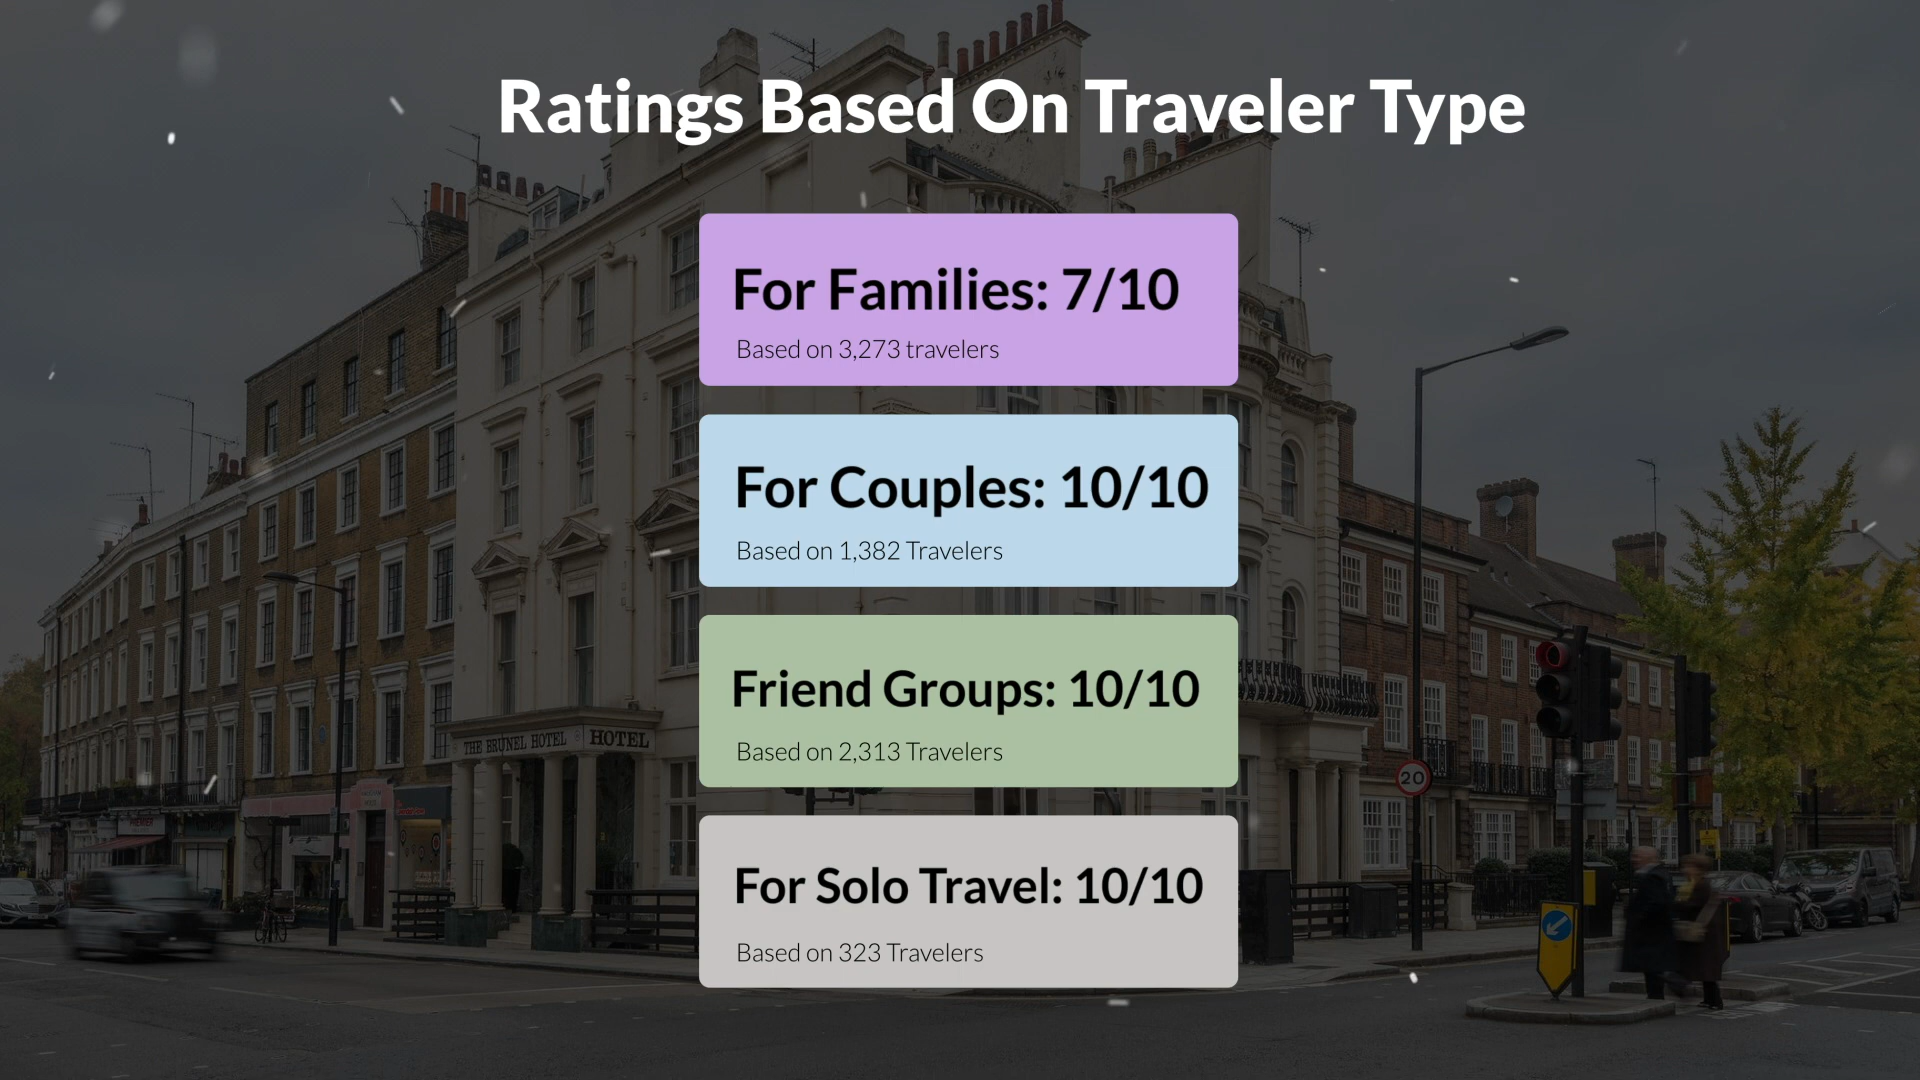 Ratings Based On Traveler Type
For Families: 7/10
Based on 3,273 travelers
For Couples: 10/10
Based on 1,382 Travelers
Friend Groups: 10/10
Based on 2,313 Travelers
THE BRUNEL HOTEL HOTEL
20
For Solo Travel: 10/10
Based on 323 Travelers